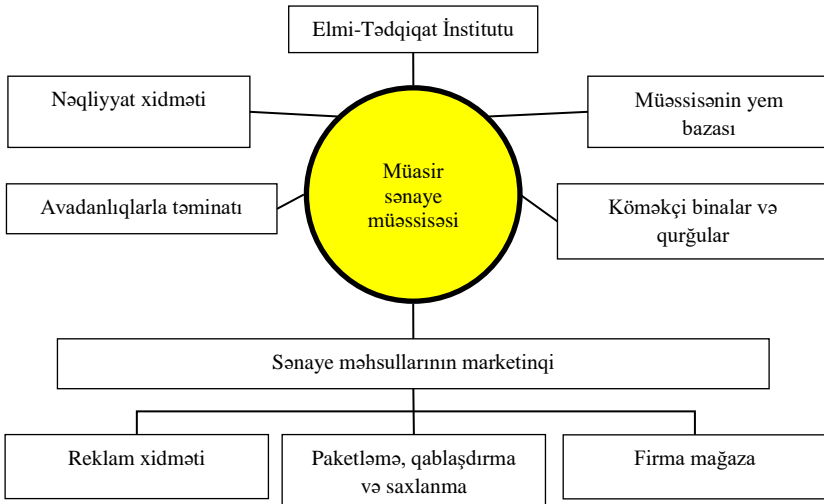 Elmi-Tədqiqat İnstitutu
Nəqliyyat xidməti
Müəssisənin yem
bazası
Müasir
sənaye
müəssisəsi
Avadanlıqlarla təminatı
Köməkçi binalar və
qurğular
Sənaye məhsullarının marketinqi
Reklam xidməti
Paketləmə, qablaşdırma
və saxlanma
Firma mağaza